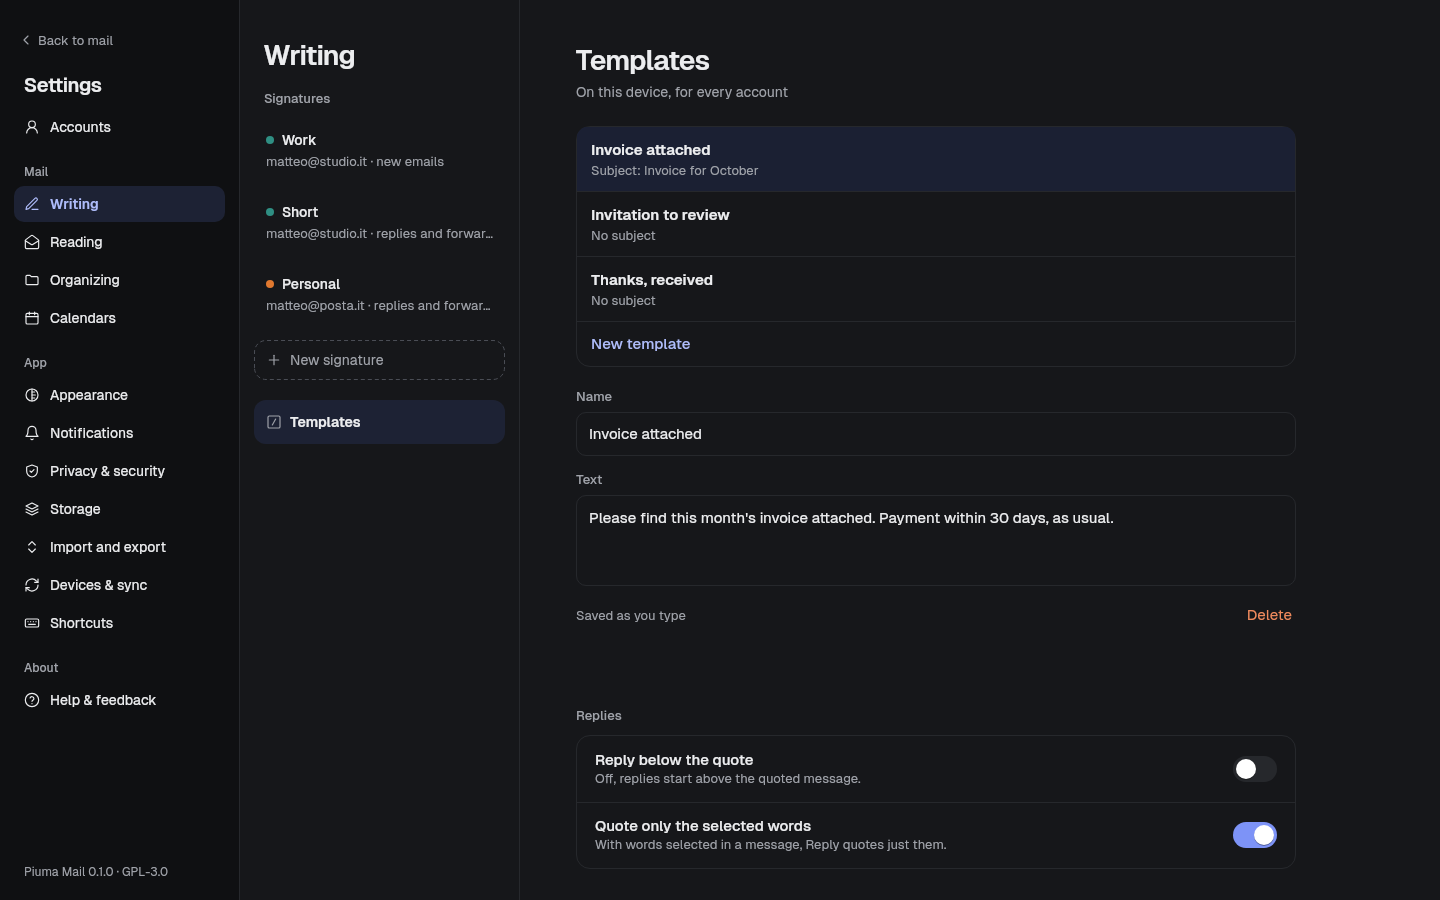 Back to mail
Settings
Accounts
Mail
Writing
Reading
Organizing
Calendars
App
Appearance
Notifications
Privacy & security
Storage
Import and export
Devices & sync
Shortcuts
About
Help & feedback
Piuma Mail 0.1.0 · GPL-3.0
Writing
Signatures
Work
matteo@studio.it · new emails
Short
matteo@studio.it · replies and forwar...
Personal
matteo@posta.it · replies and forwar...
New signature
Templates
Templates
On this device, for every account
Invoice attached
Subject: Invoice for October
Invitation to review
No subject
Thanks, received
No subject
New template
Name
Invoice attached
Text
Please find this month's invoice attached. Payment within 30 days, as usual.
Saved as you type
Delete
Replies
Reply below the quote
Off, replies start above the quoted message.
Quote only the selected words
With words selected in a message, Reply quotes just them.